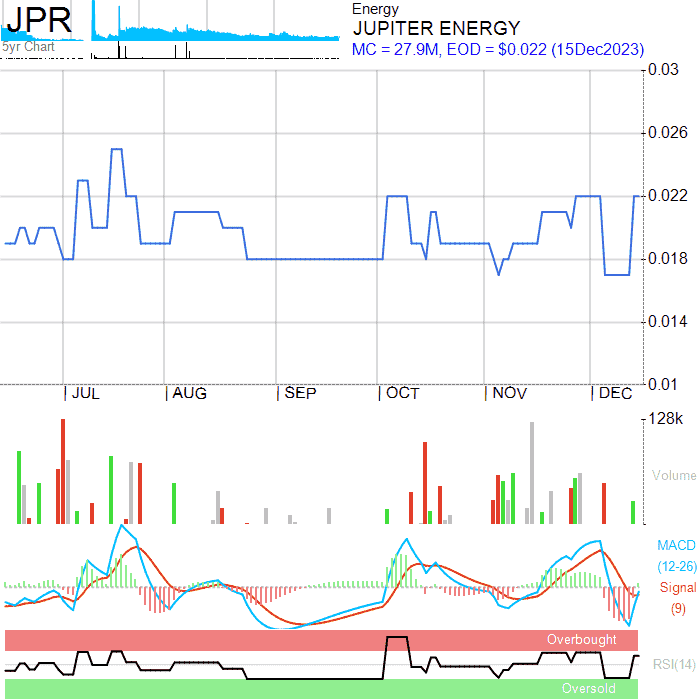 JPR
5yr Chart
Energy
JUPITER ENERGY
MC = 27.9M, EOD = $0.022 (15Dec2023)
0.03
0.026
0.022
0.018
0.014
0.01
JUL AUG SEP OCT NOV DEC
128k
Volume
MACD
(12-26)
Signal
(9)
Overbought
RSI(14)
Oversold